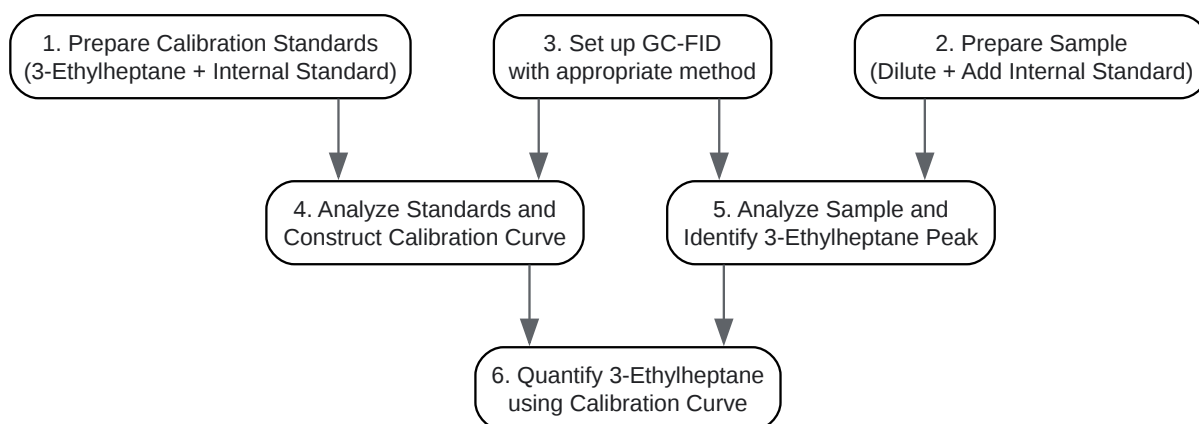 1. Prepare Calibration Standards
(3-Ethylheptane + Internal Standard)
3. Set up GC-FID
with appropriate method
2. Prepare Sample
(Dilute + Add Internal Standard)
4. Analyze Standards and
Construct Calibration Curve
5. Analyze Sample and
Identify 3-Ethylheptane Peak
6. Quantify 3-Ethylheptane
using Calibration Curve